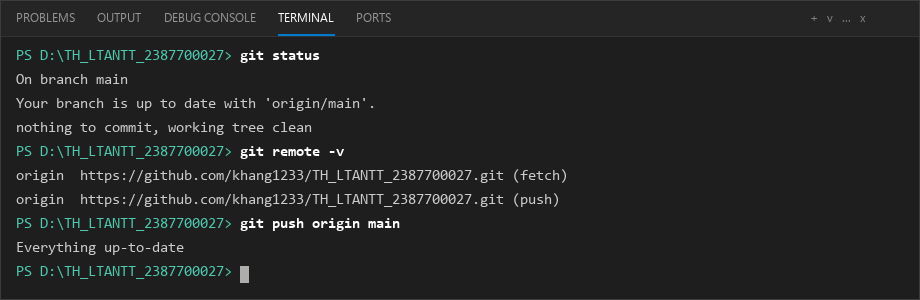 PROBLEMS OUTPUT DEBUG CONSOLE TERMINAL PORTS + v ... x
PS D:\TH_LTANTT_2387700027> git status
On branch main
Your branch is up to date with 'origin/main'.
nothing to commit, working tree clean
PS D:\TH_LTANTT_2387700027> git remote -v
origin  https://github.com/khang1233/TH_LTANTT_2387700027.git (fetch)
origin  https://github.com/khang1233/TH_LTANTT_2387700027.git (push)
PS D:\TH_LTANTT_2387700027> git push origin main
Everything up-to-date
PS D:\TH_LTANTT_2387700027>